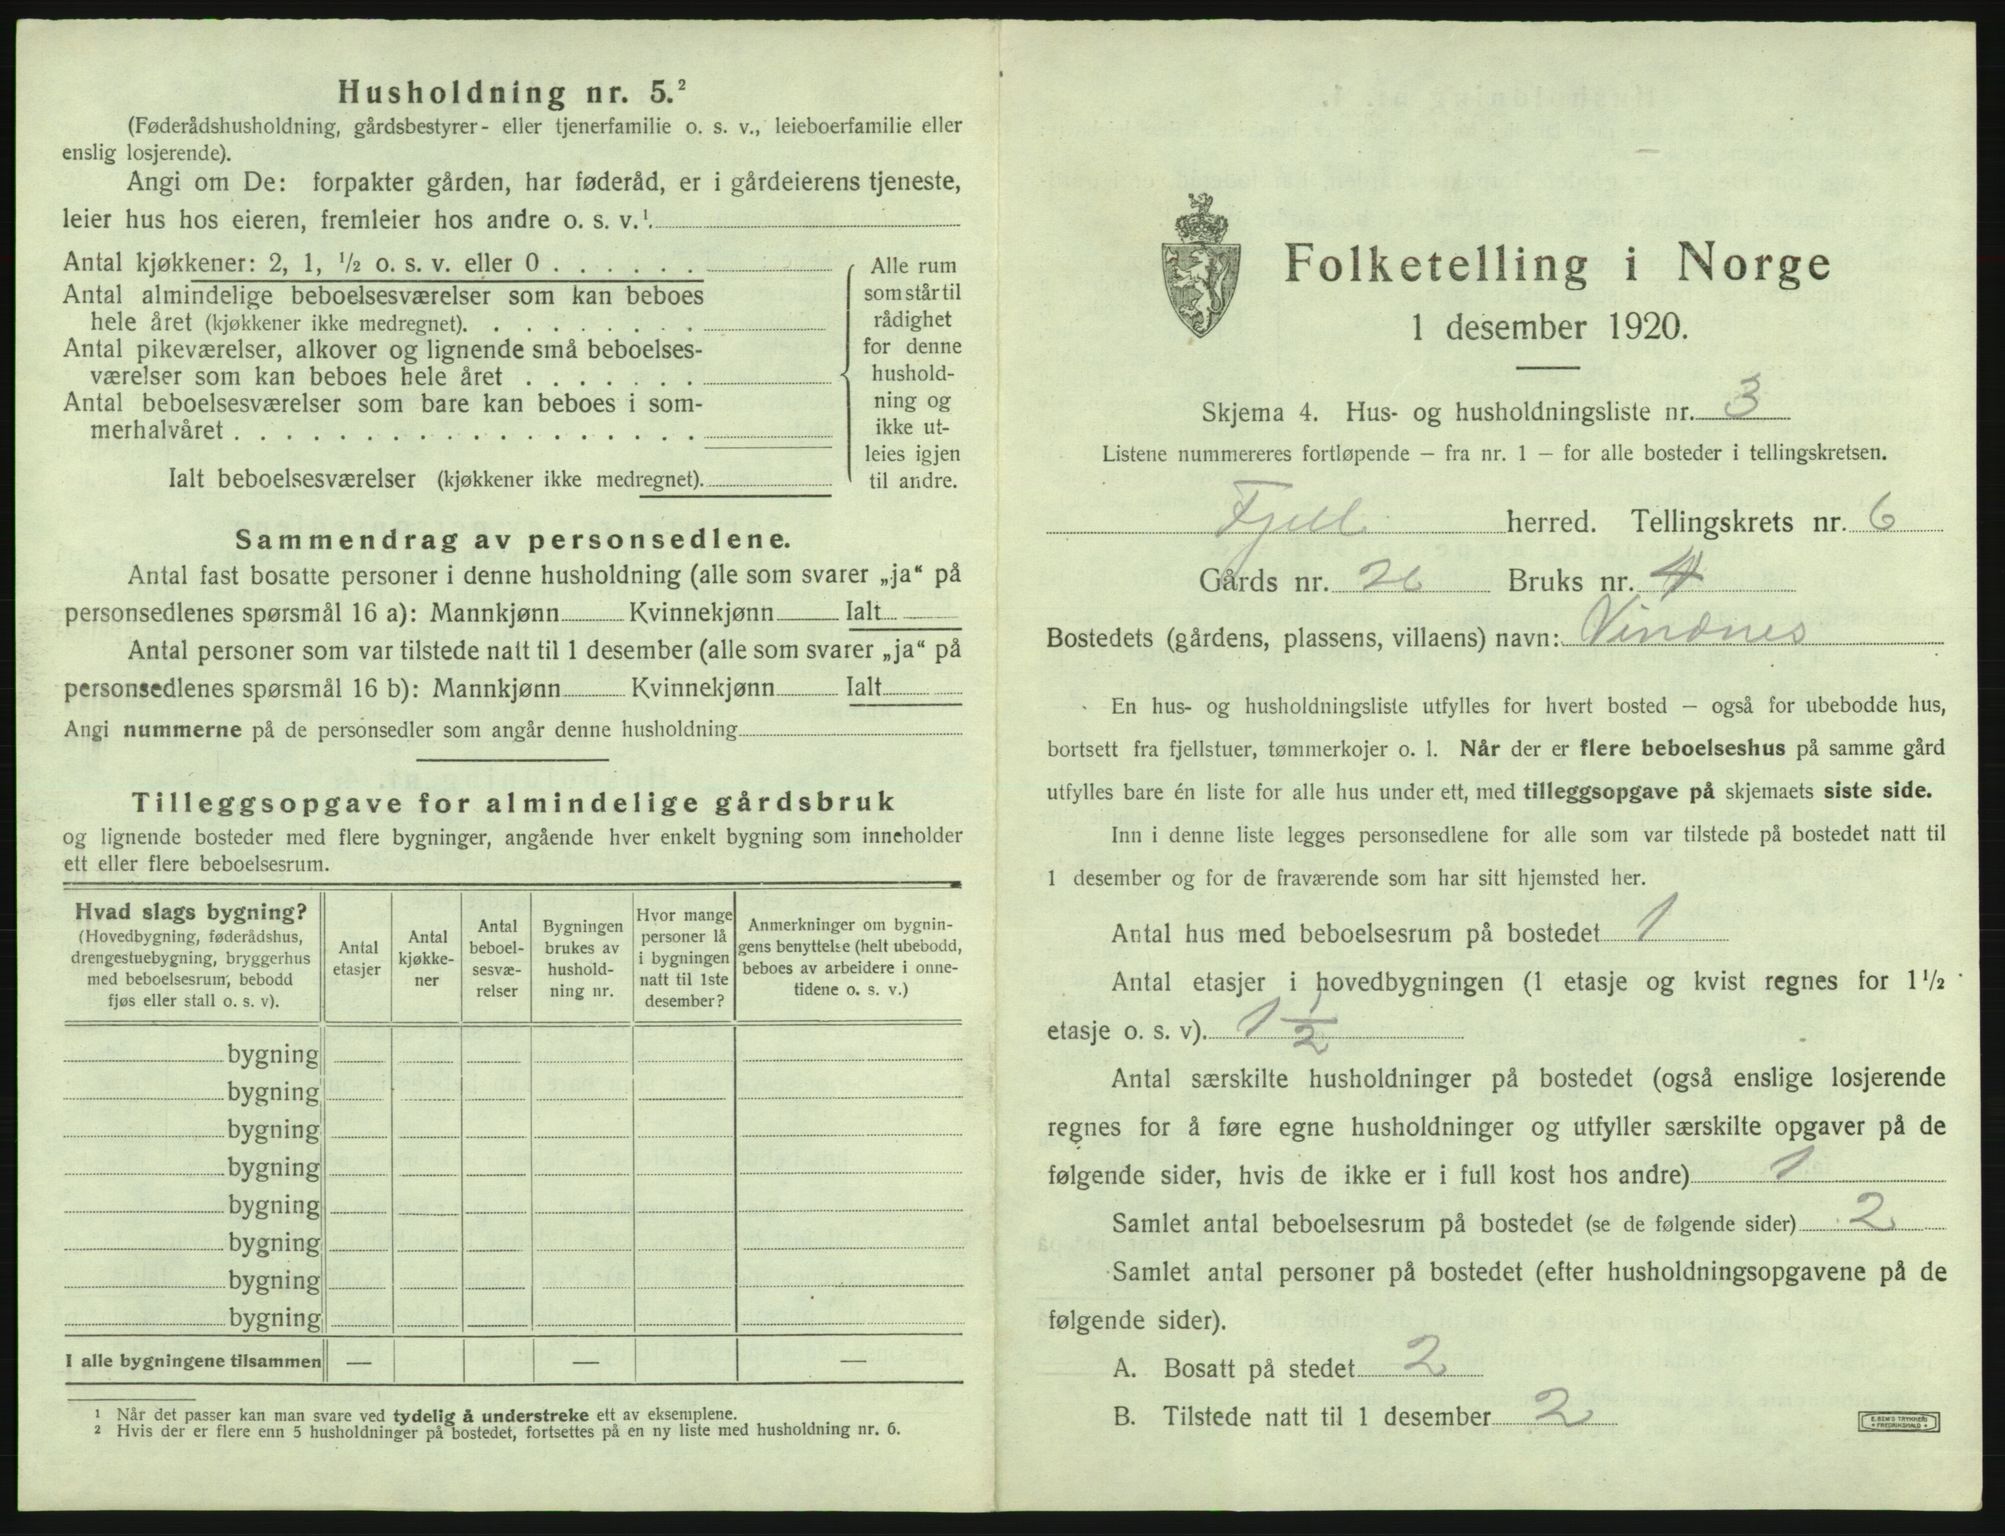 Husholdning nr. 5.²
(Føderådshusholdning, gårdsbestyrer- eller tjenerfamilie o. s. v., leieboerfamilie eller
enslig losjerende).
Angi om De: forpakter gården, har føderåd, er i gårdeierens tjeneste,
leier hus hos eieren, fremleier hos andre o. s. v.¹
Antal kjøkkener: 2, 1, ½ o. s. v. eller 0 . . . . . .
Antal almindelige beboelsesværelser som kan beboes
hele året (kjøkkener ikke medregnet). . . . . . . . .
Antal pikeværelser, alkover og lignende små beboelses-
værelser som kan beboes hele året . . . . . . .
Antal beboelsesværelser som bare kan beboes i som-
merhalvåret . . . . . . . . . . . . . . . . . .
Ialt beboelsesværelser (kjøkkener ikke medregnet).
Alle rum
som står til
rådighet
for denne
hushold-
ning og
ikke ut-
leies igjen
til andre.
Sammendrag av personsedlene.
Antal fast bosatte personer i denne husholdning (alle som svarer „ja“ på
personsedlenes spørsmål 16 a): Mannkjønn Kvinnekjønn Ialt
Antal personer som var tilstede natt til 1 desember (alle som svarer „ja“ på
personsedlenes spørsmål 16 b): Mannkjønn Kvinnekjønn Ialt
Angi nummerne på de personsedler som angår denne husholdning
Tilleggsopgave for almindelige gårdsbruk
og lignende bosteder med flere bygninger, angående hver enkelt bygning som inneholder
ett eller flere beboelsesrum.
Hvad slags bygning?
(Hovedbygning, føderådshus,
drengestuebygning, bryggerhus
med beboelsesrum, bebodd
fjøs eller stall o. s. v).
Antal
etasjer
Antal
kjøkke-
ner
Antal
beboel-
sesvæ-
relser
Bygningen
brukes av
hushold-
ning nr.
Hvor mange
personer lå
i bygningen
natt til 1ste
desember?
Anmerkninger om bygnin-
gens benyttelse (helt ubebodd,
beboes av arbeidere i onne-
tidene o. s. v.)
bygning
bygning
bygning
bygning
bygning
bygning
bygning
bygning
I alle bygningene tilsammen — — —
¹ Når det passer kan man svare ved tydelig å understreke ett av eksemplene.
² Hvis der er flere enn 5 husholdninger på bostedet, fortsettes på en ny liste med husholdning nr. 6.
Folketelling i Norge
1 desember 1920.
Skjema 4. Hus- og husholdningsliste nr. 3
Listene nummereres fortløpende — fra nr. 1 — for alle bosteder i tellingskretsen.
Fjell herred. Tellingskrets nr. 6
Gårds nr. 26 Bruks nr. 4
Bostedets (gårdens, plassens, villaens) navn: Vindnes
En hus- og husholdningsliste utfylles for hvert bosted — også for ubebodde hus,
bortsett fra fjellstuer, tømmerkojer o. l. Når der er flere beboelseshus på samme gård
utfylles bare én liste for alle hus under ett, med tilleggsopgave på skjemaets siste side.
Inn i denne liste legges personsedlene for alle som var tilstede på bostedet natt til
1 desember og for de fraværende som har sitt hjemsted her.
Antal hus med beboelsesrum på bostedet 1
Antal etasjer i hovedbygningen (1 etasje og kvist regnes for 1½
etasje o. s. v). 1 1/2
Antal særskilte husholdninger på bostedet (også enslige losjerende
regnes for å føre egne husholdninger og utfyller særskilte opgaver på de
følgende sider, hvis de ikke er i full kost hos andre) 1
Samlet antal beboelsesrum på bostedet (se de følgende sider) 2
Samlet antal personer på bostedet (efter husholdningsopgavene på de
følgende sider).
A. Bosatt på stedet 2
B. Tilstede natt til 1 desember 2
E. SEM'S TRYKKERI
FREDRIKSHALD